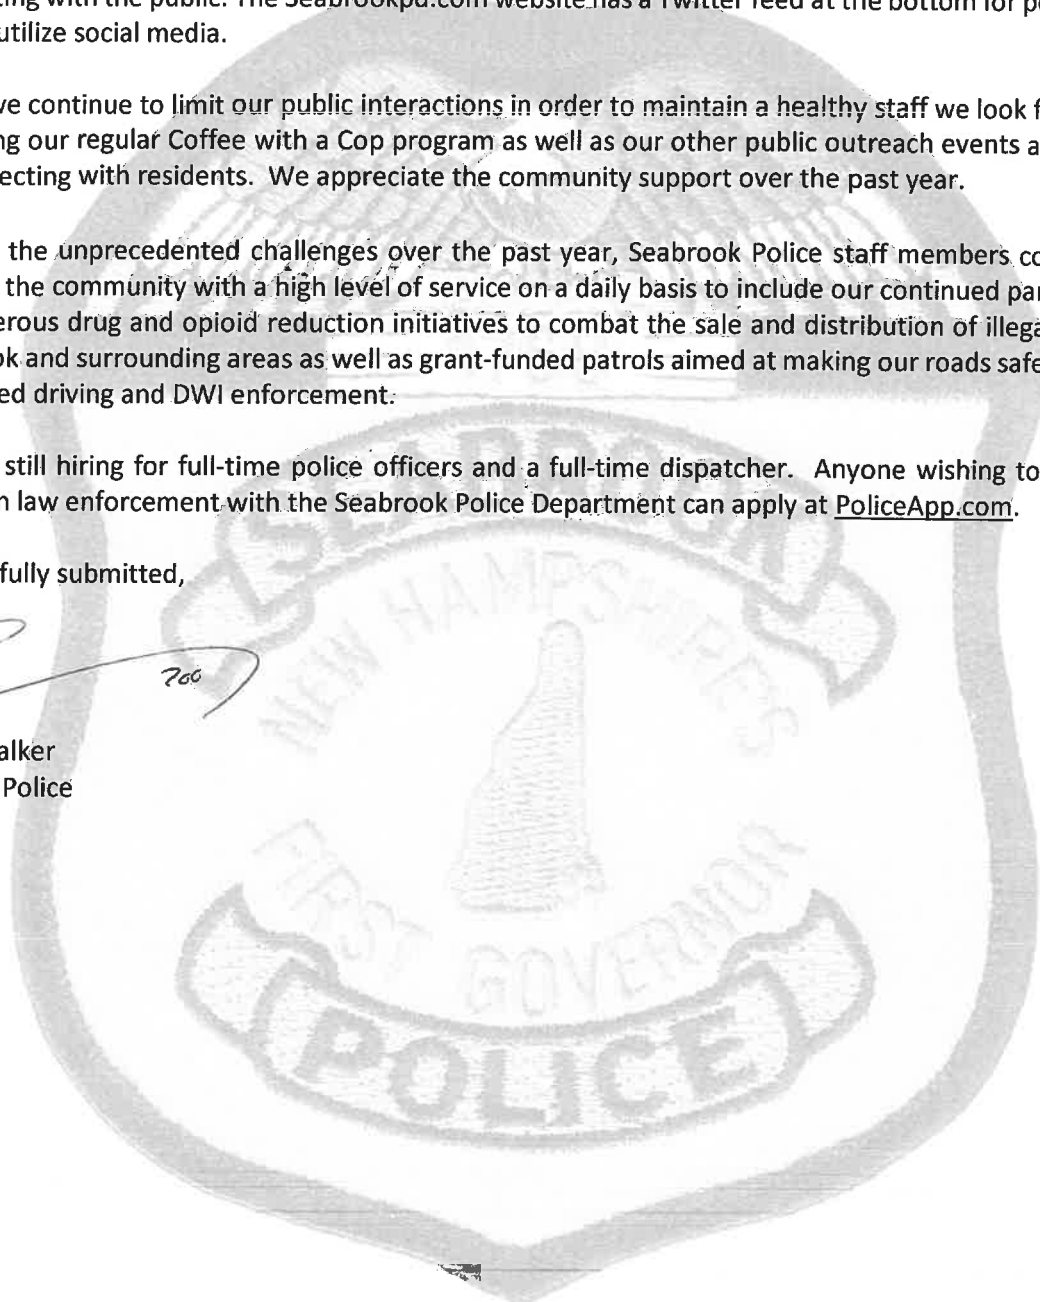 ting with the public. The Seabrookpd.com website has a Twitter feed at the bottom for pe
utilize social media.
ve continue to limit our public interactions in order to maintain a healthy staff we look f
ng our regular Coffee with a Cop program as well as our other public outreach events a
ecting with residents. We appreciate the community support over the past year.
the unprecedented challenges over the past year, Seabrook Police staff members co
the community with a high level of service on a daily basis to include our continued par
erous drug and opioid reduction initiatives to combat the sale and distribution of illega
ok and surrounding areas as well as grant-funded patrols aimed at making our roads safe
ed driving and DWI enforcement.
still hiring for full-time police officers and a full-time dispatcher. Anyone wishing to
n law enforcement with the Seabrook Police Department can apply at PoliceApp.com.
fully submitted,
700
alker
Police
SEABROOK
NEW HAMPSHIRE'S
FIRST GOVERNOR
POLICE